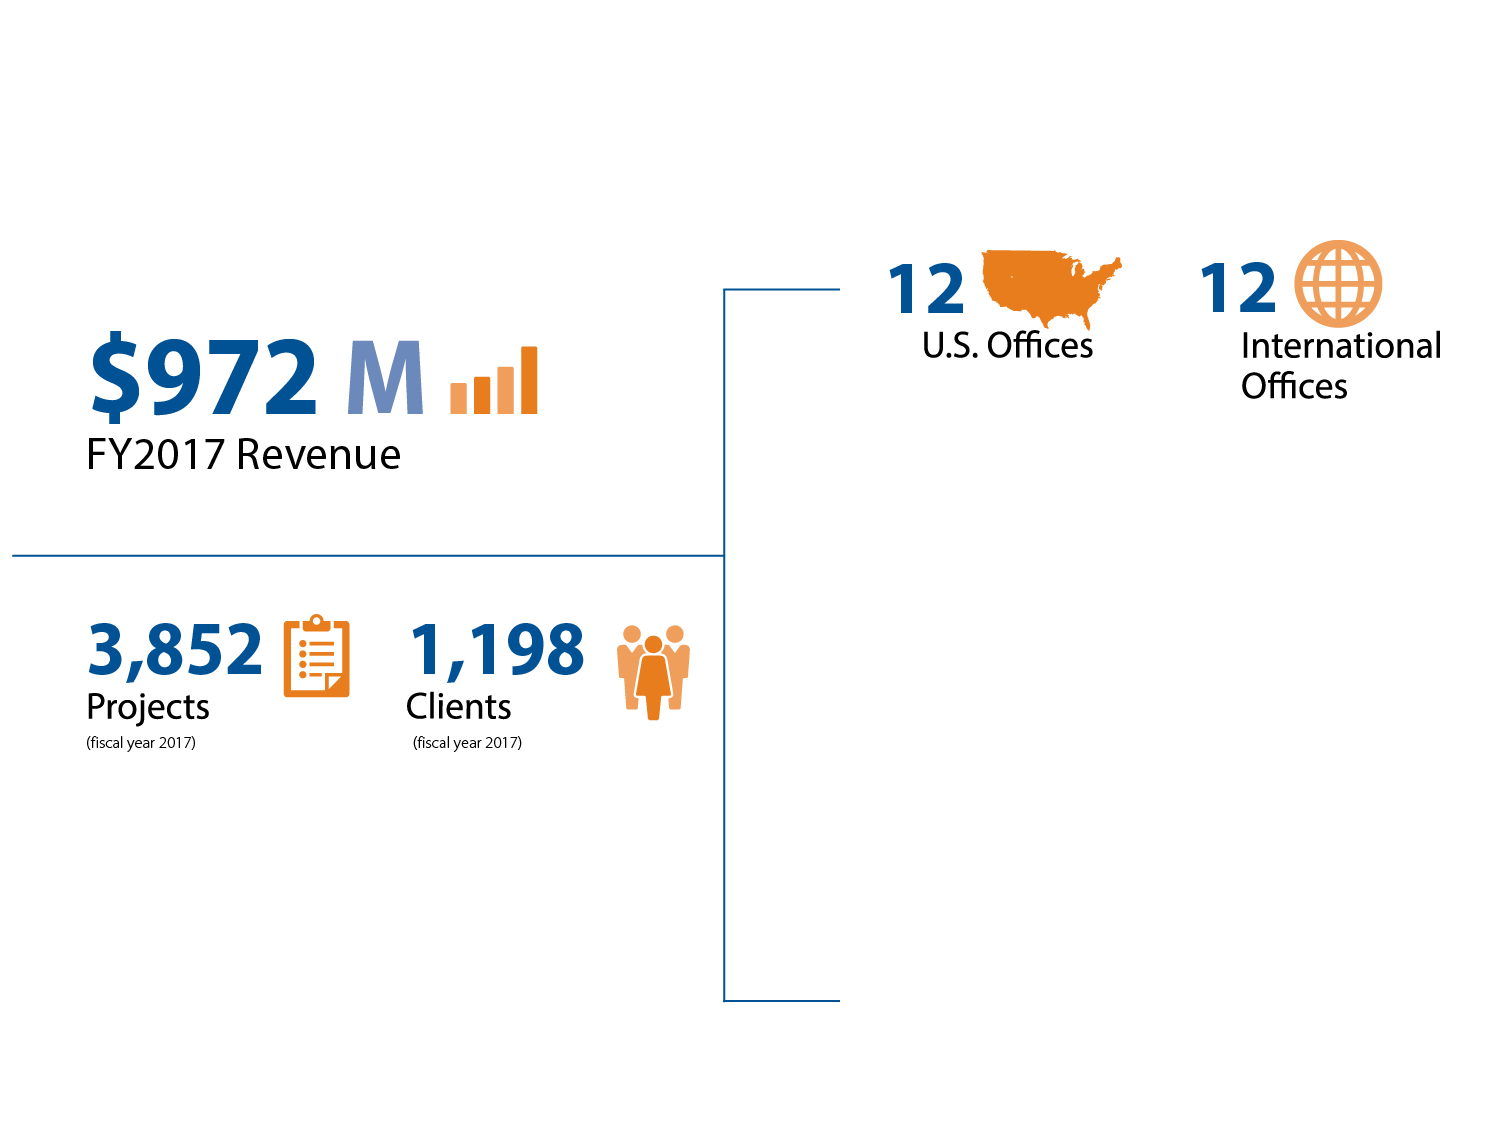 $972 M
FY2017 Revenue
3,852
Projects
(fiscal year 2017)
1,198
Clients
(fiscal year 2017)
12
U.S. Offices
12
International
Offices